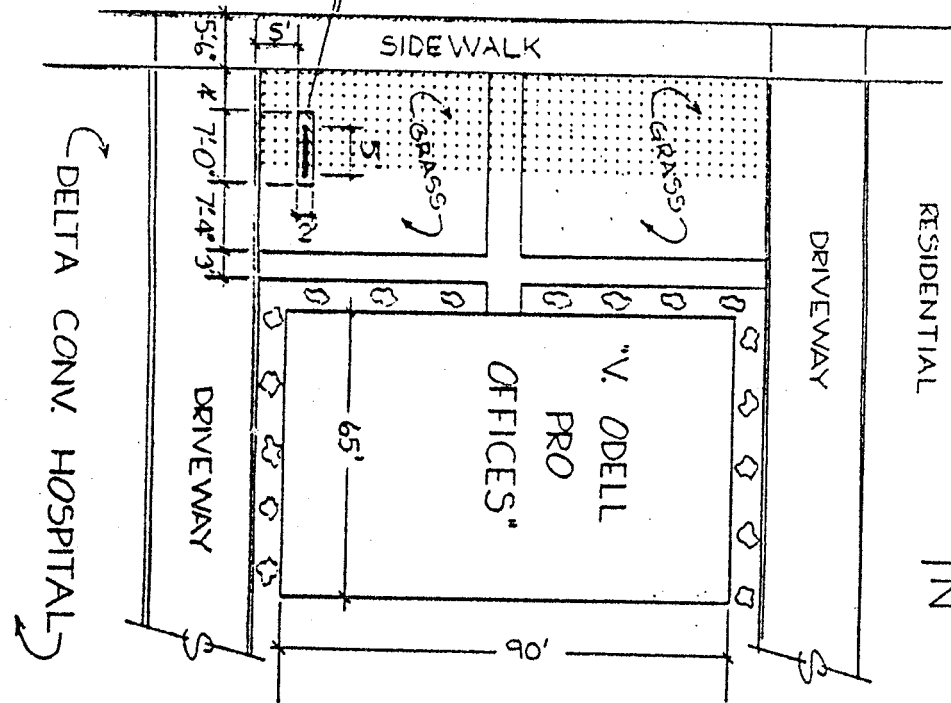 SIDEWALK
5'6"
4'
7'-0"
7'-4"
3'
5'
5'
2'
GRASS
GRASS
RESIDENTIAL
DRIVEWAY
N
"V. ODELL
PRO
OFFICES"
65'
90'
DRIVEWAY
DELTA CONV. HOSPITAL